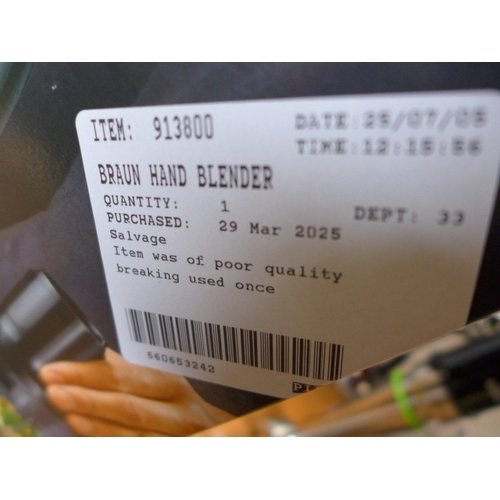 ITEM: 913800 DATE: 25/07/05
TIME: 12:15:56
BRAUN HAND BLENDER
QUANTITY: 1 DEPT: 33
PURCHASED: 29 Mar 2025
Salvage
Item was of poor quality
breaking used once
660653242